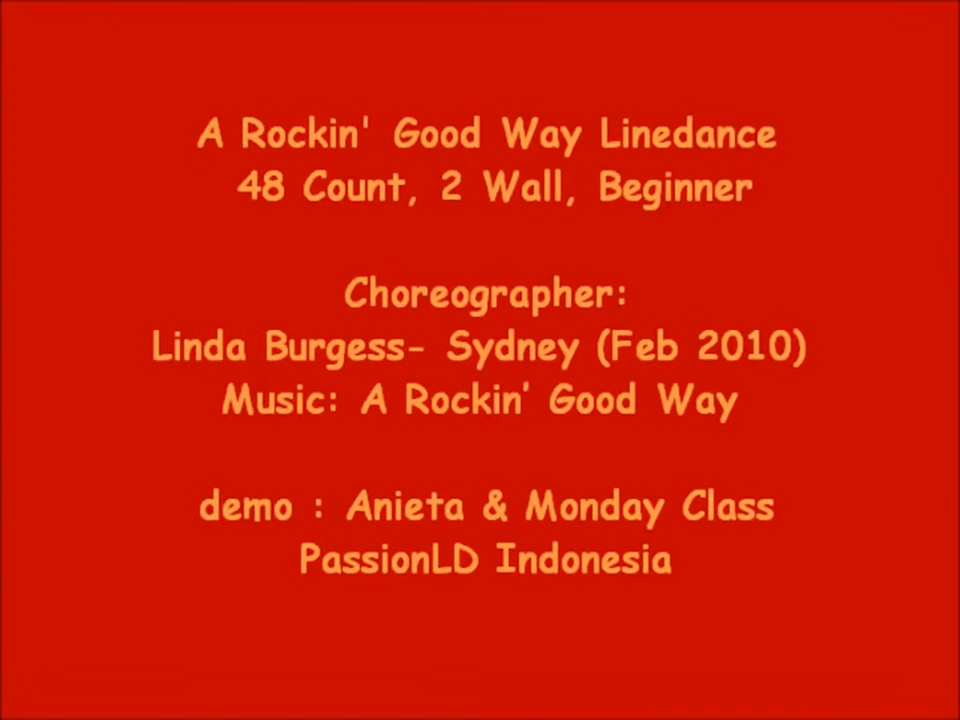 A Rockin' Good Way Linedance
48 Count, 2 Wall, Beginner
Choreographer:
Linda Burgess- Sydney (Feb 2010)
Music: A Rockin’ Good Way
demo : Anieta & Monday Class
PassionLD Indonesia